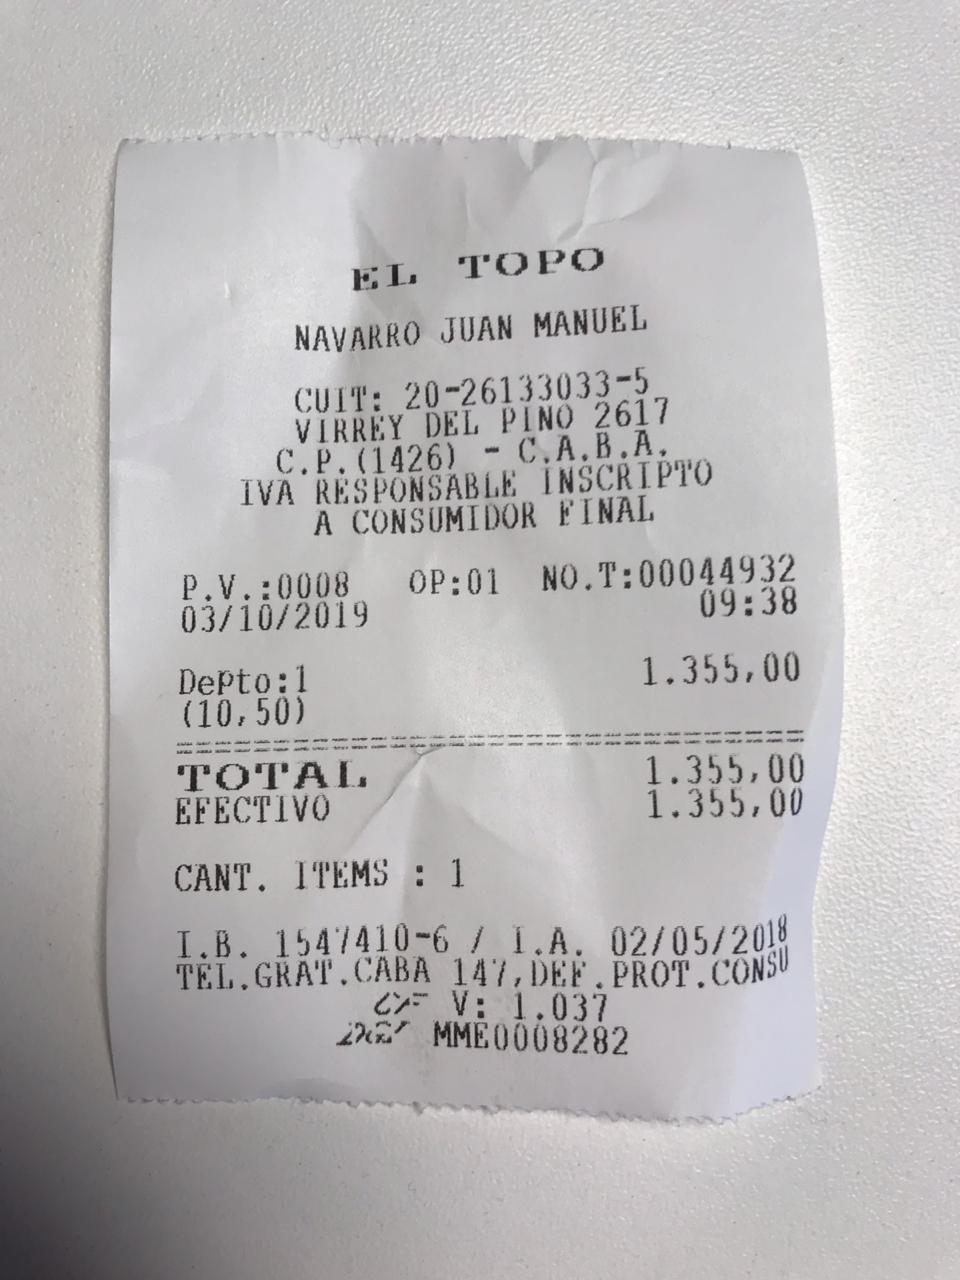 EL TOPO
NAVARRO JUAN MANUEL
CUIT: 20-26133033-5
VIRREY DEL PINO 2617
C.P.(1426) - C.A.B.A.
IVA RESPONSABLE INSCRIPTO
A CONSUMIDOR FINAL
P.V.:0008 OP:01 NO.T:00044932
03/10/2019 09:38
Depto:1 1.355,00
(10,50)
TOTAL 1.355,00
EFECTIVO 1.355,00
CANT. ITEMS : 1
I.B. 1547410-6 / I.A. 02/05/2018
TEL.GRAT.CABA 147,DEF.PROT.CONSU
CF V: 1.037
MME0008282